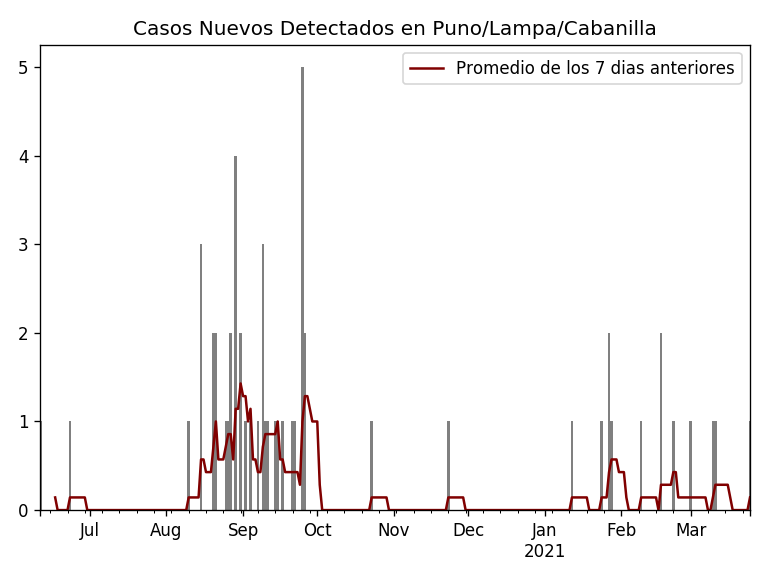 Casos Nuevos Detectados en Puno/Lampa/Cabanilla
Promedio de los 7 dias anteriores
5
4
3
2
1
0
Jul Aug Sep Oct Nov Dec Jan Feb Mar
2021